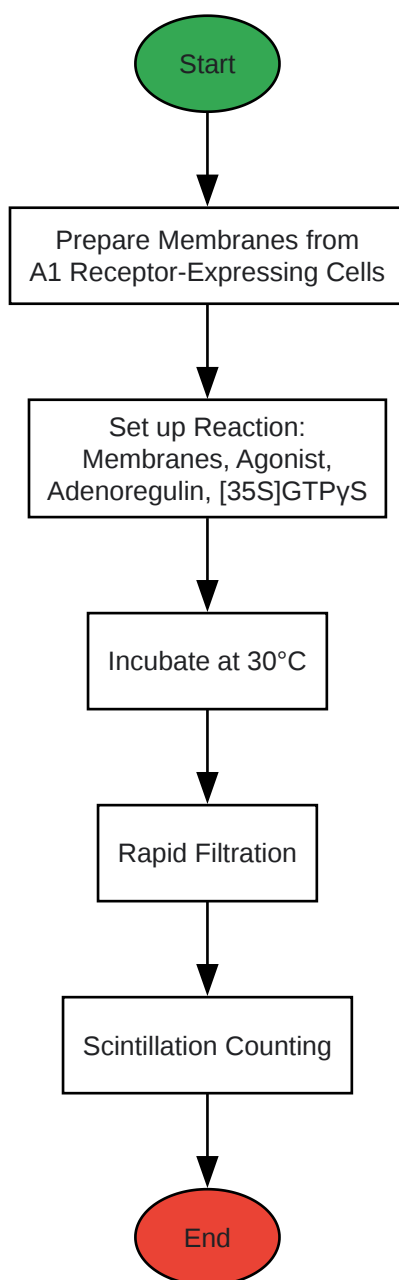 Start
Prepare Membranes from
A1 Receptor-Expressing Cells
Set up Reaction:
Membranes, Agonist,
Adenoregulin, [35S]GTPγS
Incubate at 30°C
Rapid Filtration
Scintillation Counting
End